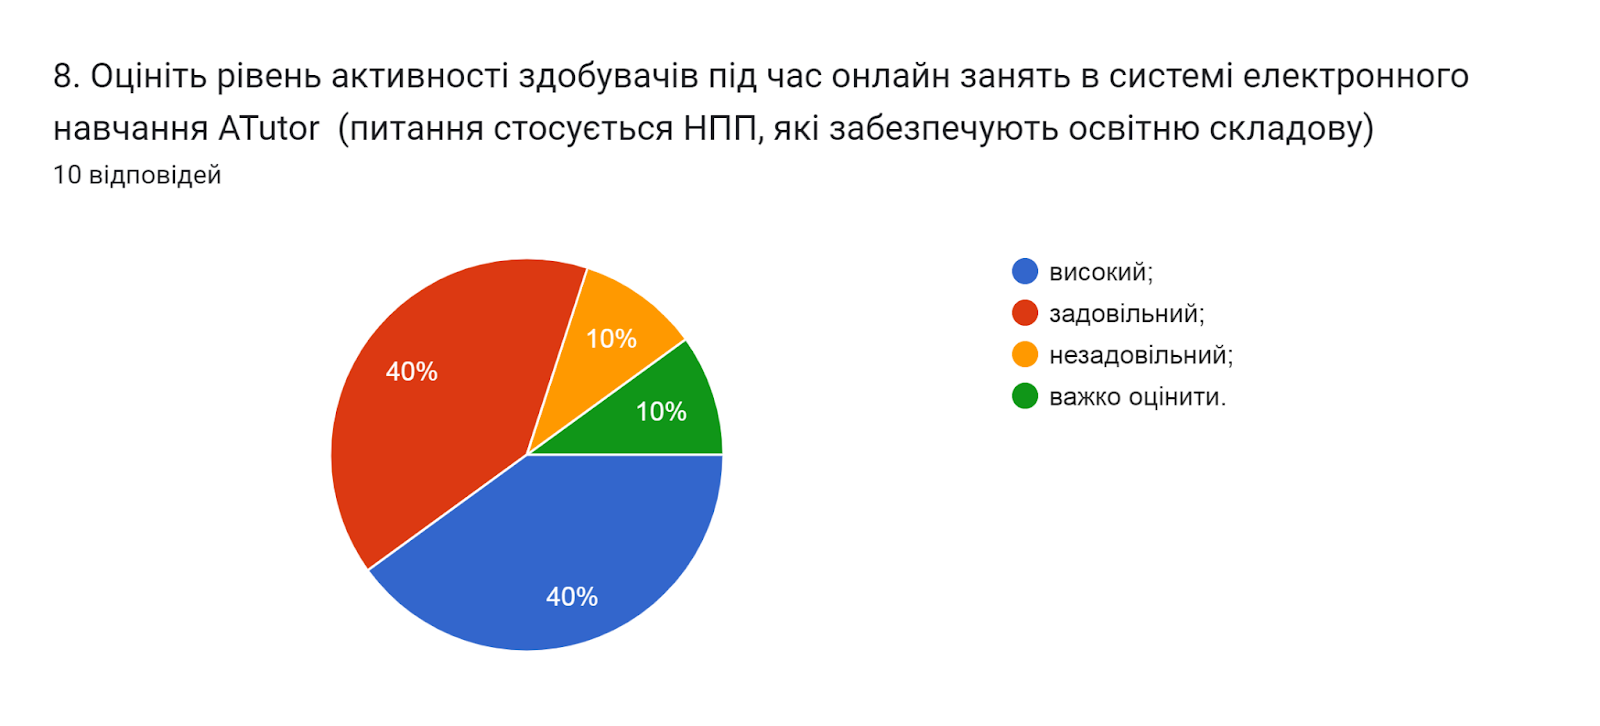 8. Оцініть рівень активності здобувачів під час онлайн занять в системі електронного
навчання ATutor (питання стосується НПП, які забезпечують освітню складову)
10 відповідей
високий;
задовільний;
незадовільний;
важко оцінити.
10%
40%
10%
40%